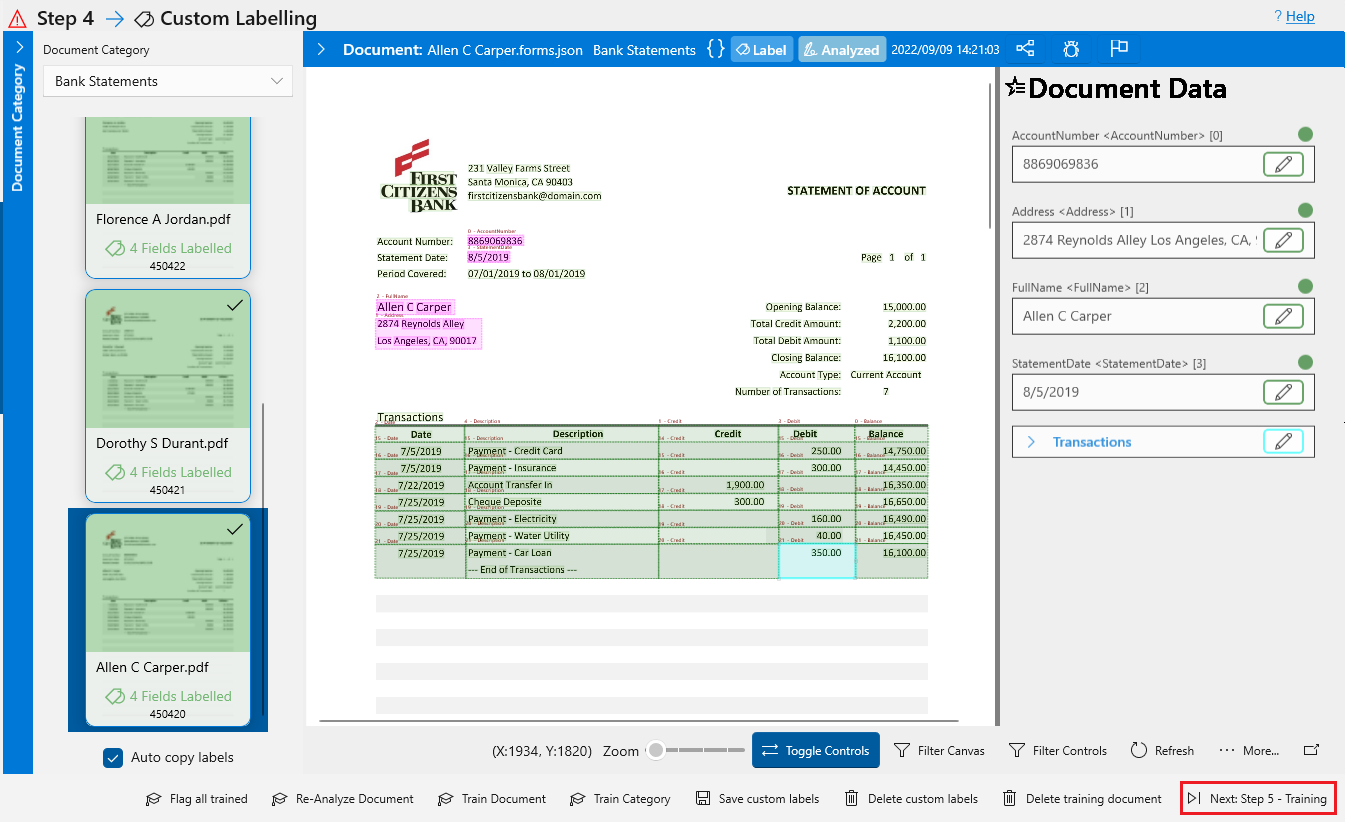 Step 4 Custom Labelling
? Help
Document Category
Document Category
Bank Statements
Florence A Jordan.pdf
4 Fields Labelled
450422
Dorothy S Durant.pdf
4 Fields Labelled
450421
Allen C Carper.pdf
4 Fields Labelled
450420
Auto copy labels
Document: Allen C Carper.forms.json Bank Statements {} Label Analyzed 2022/09/09 14:21:03
FIRST CITIZENS BANK
231 Valley Farms Street
Santa Monica, CA 90403
firstcitizensbank@domain.com
STATEMENT OF ACCOUNT
0 - AccountNumber
Account Number: 8869069836
3 - StatementDate
Statement Date: 8/5/2019
Page 1 of 1
Period Covered: 07/01/2019 to 08/01/2019
2 - FullName
Allen C Carper
1 - Address
2874 Reynolds Alley
Los Angeles, CA, 90017
Opening Balance: 15,000.00
Total Credit Amount: 2,200.00
Total Debit Amount: 1,100.00
Closing Balance: 16,100.00
Account Type: Current Account
Number of Transactions: 7
Transactions
Date Description Credit Debit Balance
7/5/2019 Payment - Credit Card 250.00 14,750.00
7/5/2019 Payment - Insurance 300.00 14,450.00
7/22/2019 Account Transfer In 1,900.00 16,350.00
7/25/2019 Cheque Deposite 300.00 16,650.00
7/25/2019 Payment - Electricity 160.00 16,490.00
7/25/2019 Payment - Water Utility 40.00 16,450.00
7/25/2019 Payment - Car Loan 350.00 16,100.00
--- End of Transactions ---
Document Data
AccountNumber <AccountNumber> [0]
8869069836
Address <Address> [1]
2874 Reynolds Alley Los Angeles, CA,
FullName <FullName> [2]
Allen C Carper
StatementDate <StatementDate> [3]
8/5/2019
Transactions
(X:1934, Y:1820) Zoom Toggle Controls Filter Canvas Filter Controls Refresh ··· More...
Flag all trained Re-Analyze Document Train Document Train Category Save custom labels Delete custom labels Delete training document Next: Step 5 - Training